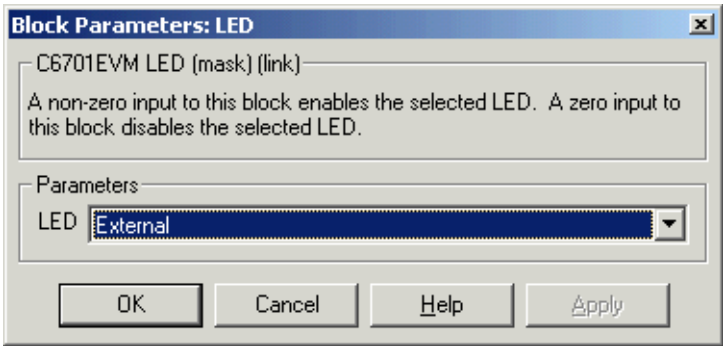 Block Parameters: LED
C6701EVM LED (mask) (link)
A non-zero input to this block enables the selected LED.  A zero input to
this block disables the selected LED.
Parameters
LED External
OK Cancel Help Apply